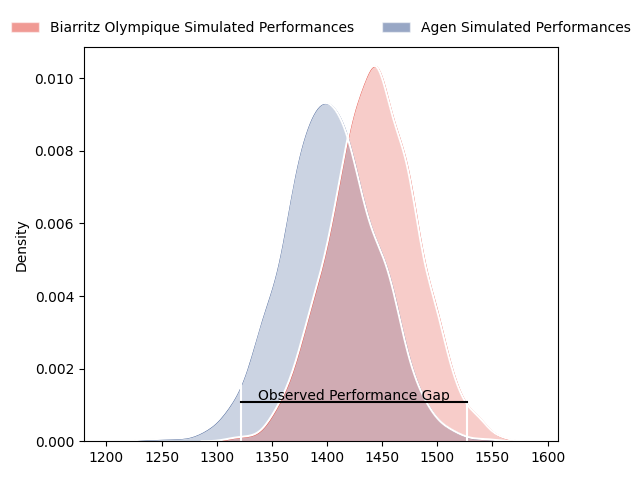 Biarritz Olympique Simulated Performances Agen Simulated Performances
0.010
0.008
0.006
0.004
0.002
0.000
Density
Observed Performance Gap
1200 1250 1300 1350 1400 1450 1500 1550 1600